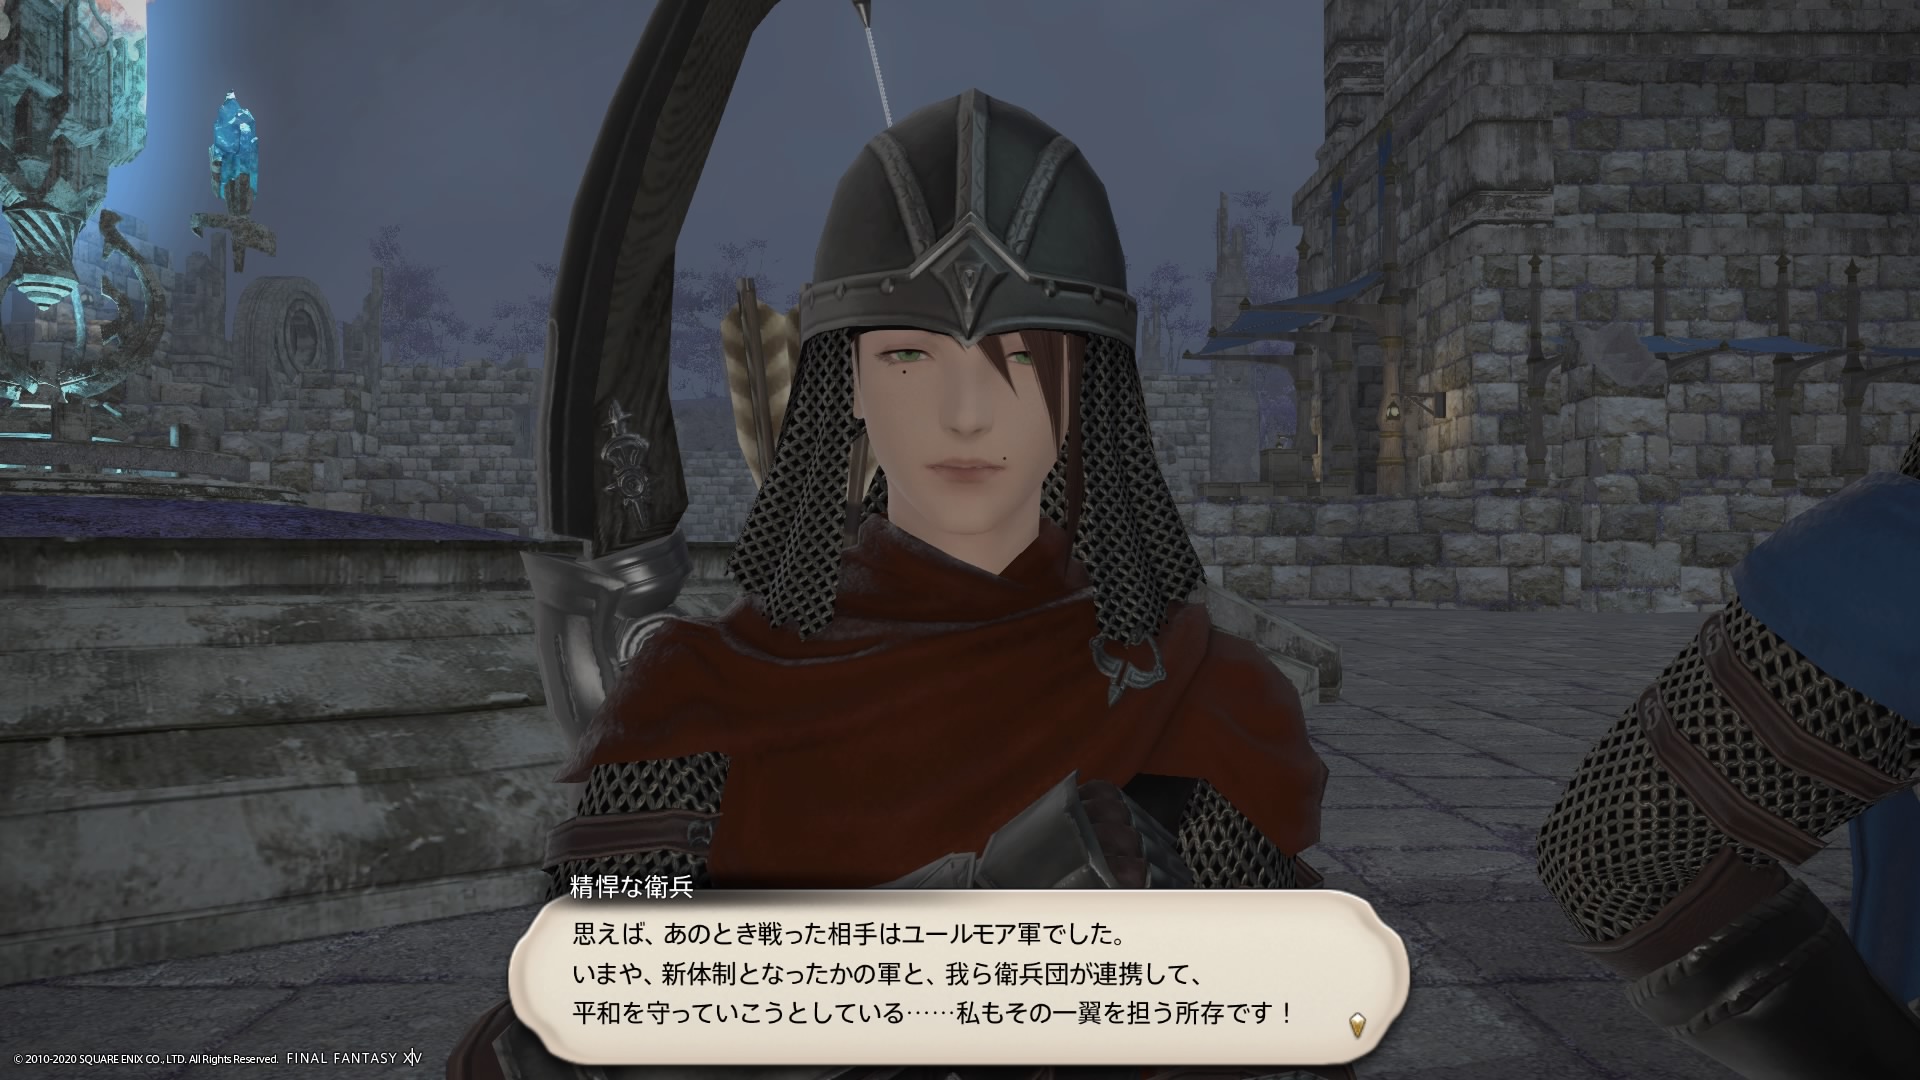 精悍な衛兵
思えば、あのとき戦った相手はユールモア軍でした。
いまや、新体制となったかの軍と、我ら衛兵団が連携して、
平和を守っていこうとしている……私もその一翼を担う所存です！
© 2010-2020 SQUARE ENIX CO., LTD. All Rights Reserved. FINAL FANTASY XIV